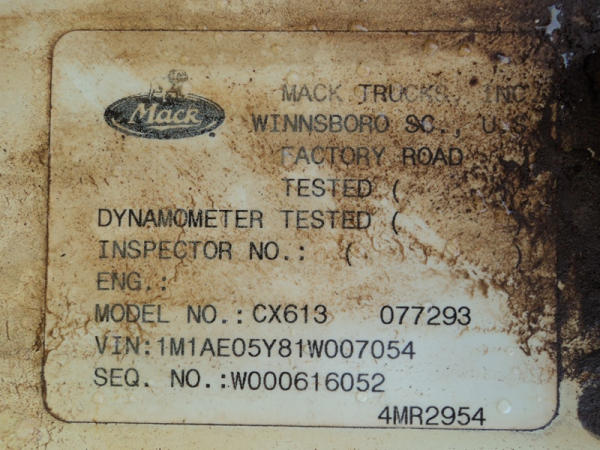 Mack
MACK TRUCKS, INC
WINNSBORO SC., U.S
FACTORY ROAD
TESTED (
DYNAMOMETER TESTED (
INSPECTOR NO.: ( )
ENG.:
MODEL NO.:CX613 077293
VIN:1M1AE05Y81W007054
SEQ. NO.:W000616052
4MR2954